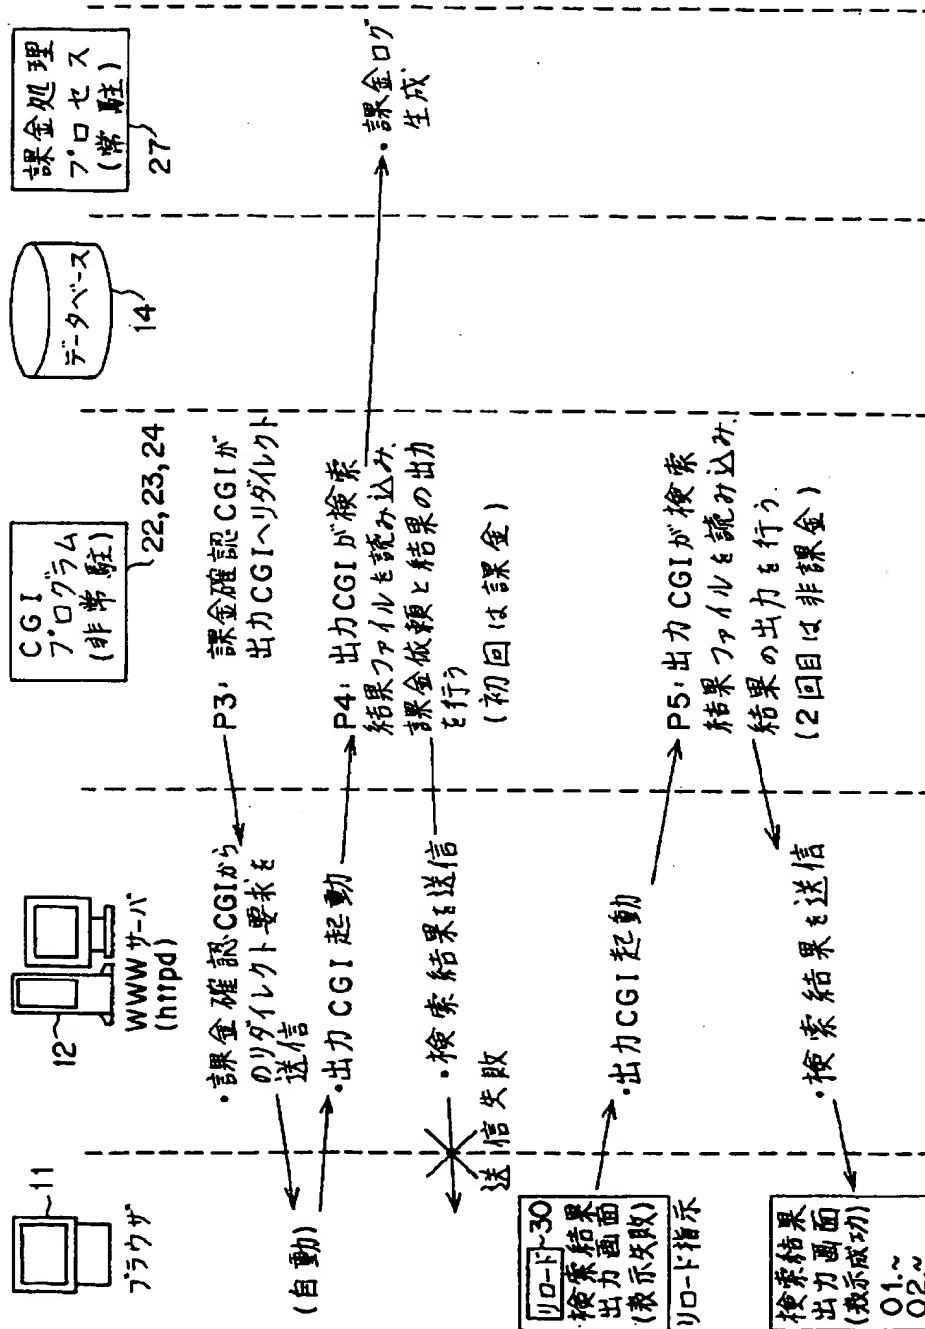 11
ブラウザ
12
WWWサーバ
(httpd)
CGI
プログラム
(非常駐)
22,23,24
データベース
14
課金処理
プロセス
(常駐)
27
P3: 課金確認CGIが
出力CGIへリダイレクト
・課金確認CGIから
のリダイレクト要求を
送信
(自動)
・出力CGI起動
P4: 出力CGIが検索
結果ファイルを読み込み.
課金依頼と結果の出力
を行う
(初回は課金)
・課金ログ
生成
・検索結果を送信
送信失敗
リロード~30
検索結果
出力画面
(表示失敗)
リロード指示
・出力CGI起動
P5: 出力CGIが検索
結果ファイルを読み込み.
結果の出力を行う.
(2回目は非課金)
・検索結果を送信
検索結果
出力画面
(表示成功)
01.~
02.~